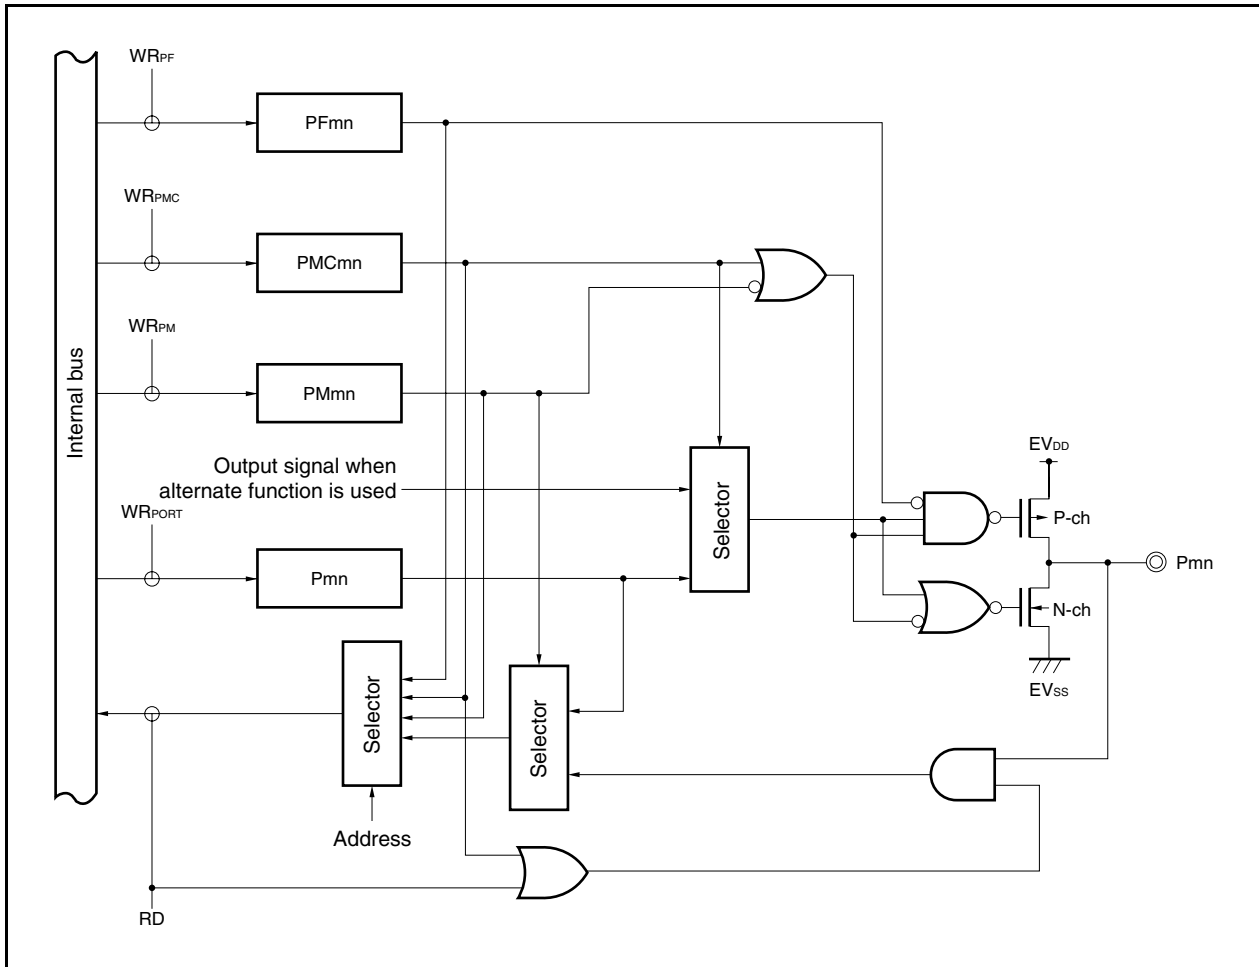 WRPF
PFmn
WRPMC
PMCmn
WRPM
PMmn
Internal bus
Output signal when
alternate function is used
WRPORT
Pmn
Selector
EVDD
P-ch
Pmn
N-ch
EVSS
Selector
Selector
Address
RD